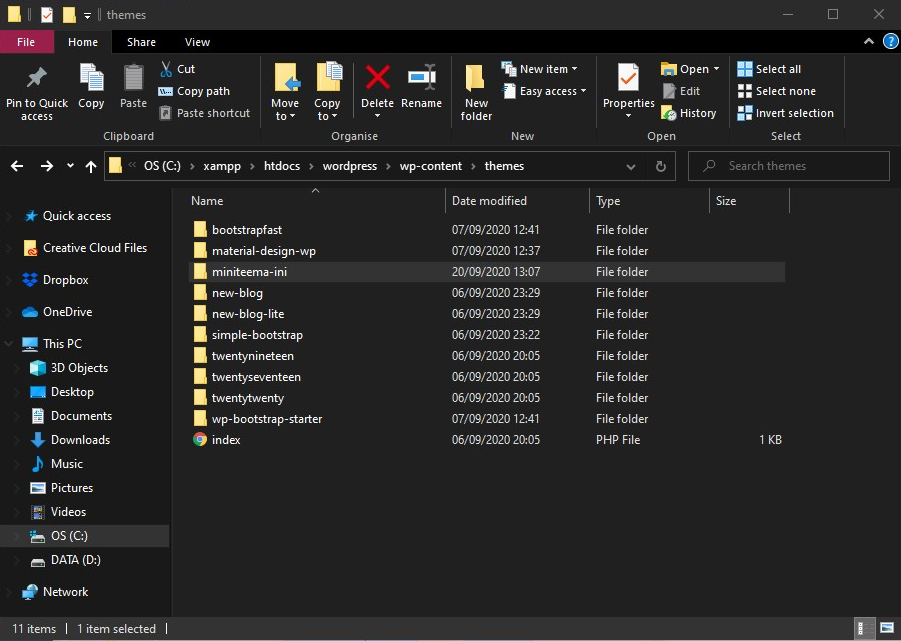 themes
File Home Share View
Pin to Quick access
Copy
Paste
Cut
Copy path
Paste shortcut
Clipboard
Move to
Copy to
Delete
Rename
Organise
New folder
New item
Easy access
New
Properties
Open
Edit
History
Open
Select all
Select none
Invert selection
Select
« OS (C:) › xampp › htdocs › wordpress › wp-content › themes
Search themes
Quick access
Creative Cloud Files
Dropbox
OneDrive
This PC
3D Objects
Desktop
Documents
Downloads
Music
Pictures
Videos
OS (C:)
DATA (D:)
Network
Name Date modified Type Size
bootstrapfast 07/09/2020 12:41 File folder
material-design-wp 07/09/2020 12:37 File folder
miniteema-ini 20/09/2020 13:07 File folder
new-blog 06/09/2020 23:29 File folder
new-blog-lite 06/09/2020 23:29 File folder
simple-bootstrap 06/09/2020 23:22 File folder
twentynineteen 06/09/2020 20:05 File folder
twentyseventeen 06/09/2020 20:05 File folder
twentytwenty 06/09/2020 20:05 File folder
wp-bootstrap-starter 07/09/2020 12:41 File folder
index 06/09/2020 20:05 PHP File 1 KB
11 items 1 item selected